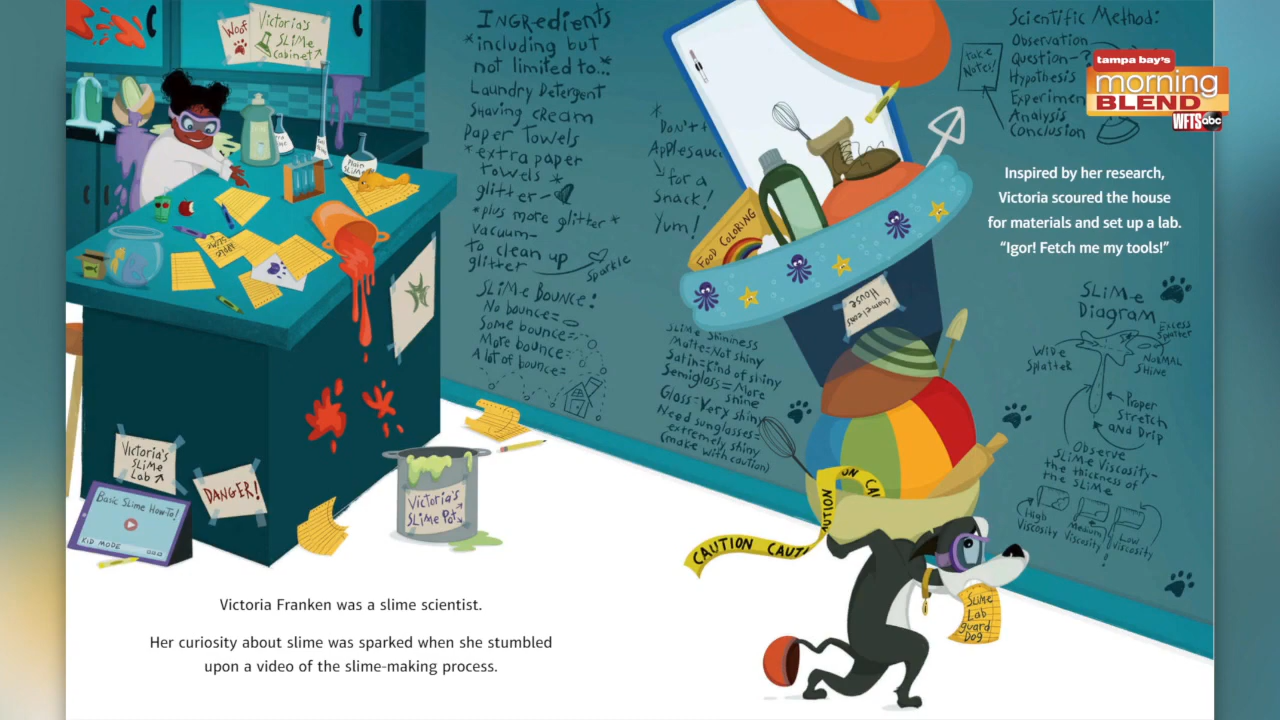 Woof
Victoria's
SLiMe
Cabinet
Victoria's
SLiMe
Lab
DANGER!
Basic Slime How-To!
KiD MODE
Victoria's
SLiMe Pot
Victoria Franken was a slime scientist.
Her curiosity about slime was sparked when she stumbled
upon a video of the slime-making process.
INGRedients
*including but
not limited to...
Laundry Detergent
Shaving cream
Paper Towels
*extra paper
towels *
glitter-
*plus more glitter *
vacuum-
to clean up
glitter
Sparkle
SLiMe Bounce:
No bounce=
Some bounce=
More bounce=
A lot of bounce=
*
Don't
Applesauce
for a
Snack!
Yum!
SLiMe SHiNiNess
Matte=Not shiny
Satin=Kind of shiny
Semigloss=More
shine
Gloss=Very shiny
Need sunglasses=
extremely shiny
(make with caution)
FOOD COLORING
Chameleon's
House
CAUTION CAUT
UTION
ON CAU
Slime
Lab
guard
Dog
Scientific Method:
Observation
Question-?
Hypothesis
Experimen
Analysis
Conclusion
Take
Notes!
tampa bay's
morning
BLEND
WFTS abc
Inspired by her research,
Victoria scoured the house
for materials and set up a lab.
“Igor! Fetch me my tools!”
SLiMe
Diagram
Excess
Splatter
Wide
Splatter
NORMAL
SHiNe
Proper
Stretch
and Drip
Observe
SLiMe Viscosity-
the thickness of
the SLiMe
High
Viscosity
Medium
Viscosity
Low
Viscosity
!